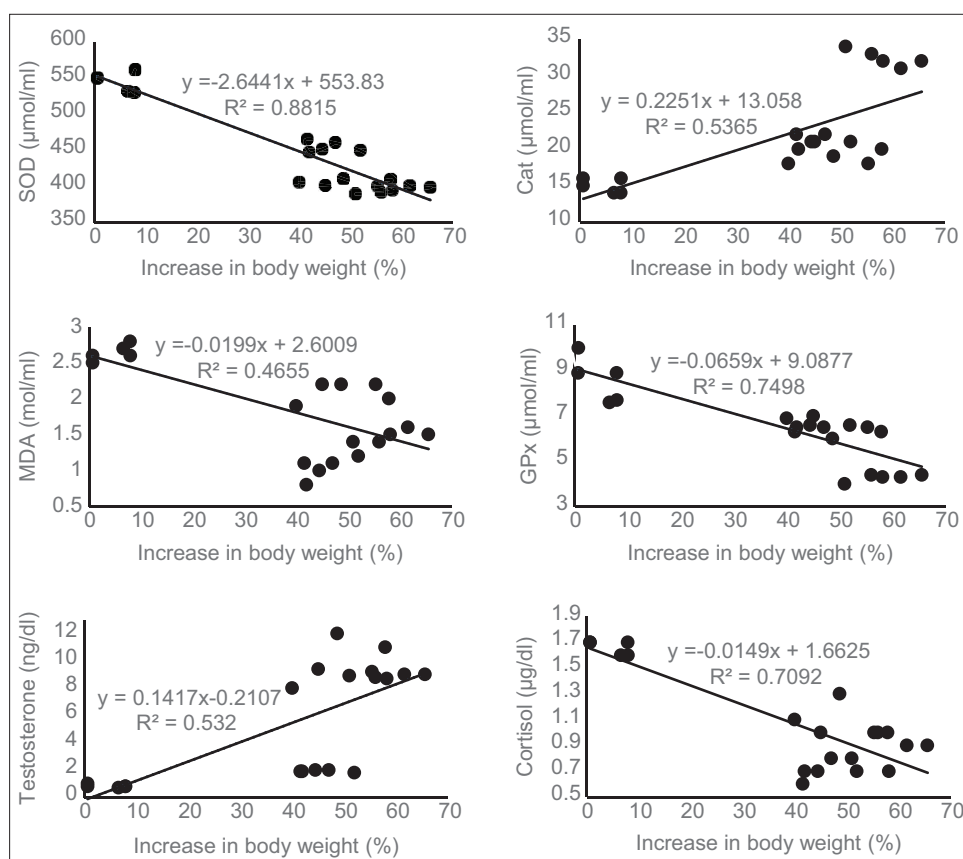 SOD (µmol/ml)
600
550
500
450
400
350
y =-2.6441x + 553.83
R² = 0.8815
0 10 20 30 40 50 60 70
Increase in body weight (%)
Cat (µmol/ml)
35
30
25
20
15
10
y = 0.2251x + 13.058
R² = 0.5365
0 10 20 30 40 50 60 70
Increase in body weight (%)
MDA (mol/ml)
3
2.5
2
1.5
1
0.5
y =-0.0199x + 2.6009
R² = 0.4655
0 10 20 30 40 50 60 70
Increase in body weight (%)
GPx (µmol/ml)
11
9
7
5
3
y =-0.0659x + 9.0877
R² = 0.7498
0 10 20 30 40 50 60 70
Increase in body weight (%)
Testosterone (ng/dl)
12
10
8
6
4
2
0
y = 0.1417x-0.2107
R² = 0.532
0 10 20 30 40 50 60 70
Increase in body weight (%)
Cortisol (µg/dl)
1.9
1.7
1.5
1.3
1.1
0.9
0.7
0.5
y =-0.0149x + 1.6625
R² = 0.7092
0 10 20 30 40 50 60 70
Increase in body weight (%)